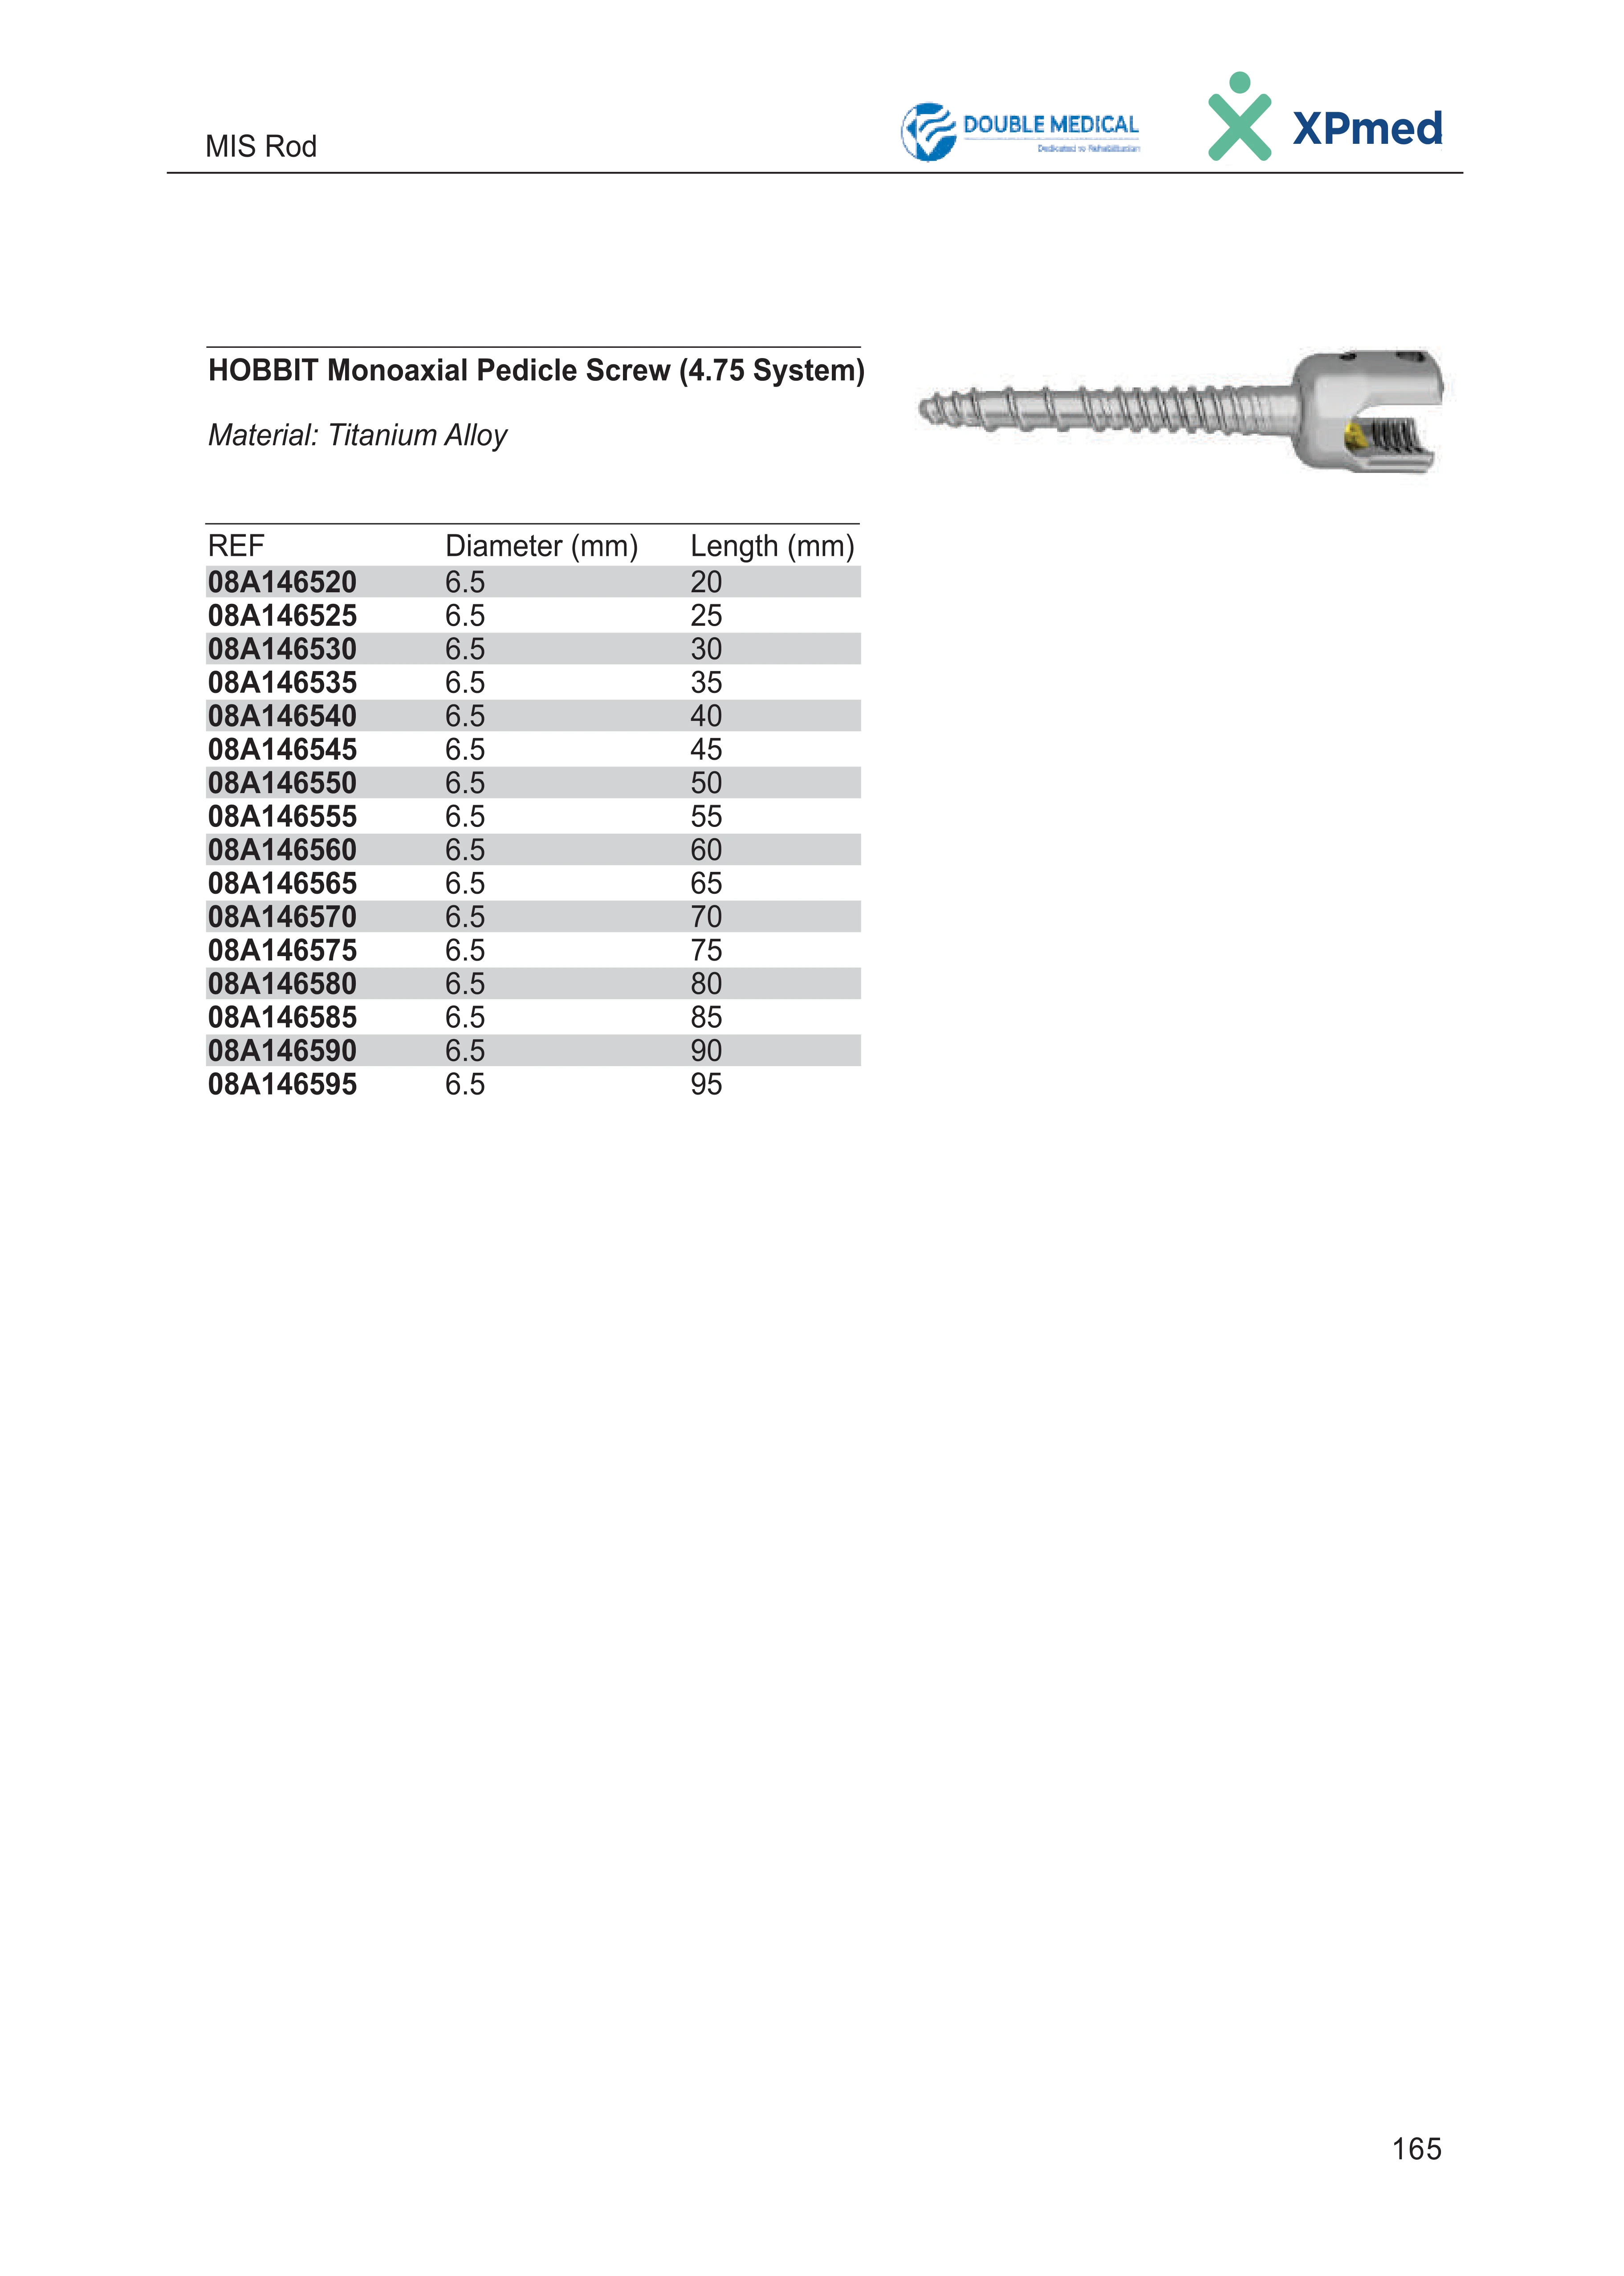 MIS Rod
DOUBLE MEDICAL
Dedicated to Rehabilitation
XPmed
HOBBIT Monoaxial Pedicle Screw (4.75 System)
Material: Titanium Alloy
REF Diameter (mm) Length (mm)
08A146520 6.5 20
08A146525 6.5 25
08A146530 6.5 30
08A146535 6.5 35
08A146540 6.5 40
08A146545 6.5 45
08A146550 6.5 50
08A146555 6.5 55
08A146560 6.5 60
08A146565 6.5 65
08A146570 6.5 70
08A146575 6.5 75
08A146580 6.5 80
08A146585 6.5 85
08A146590 6.5 90
08A146595 6.5 95
165